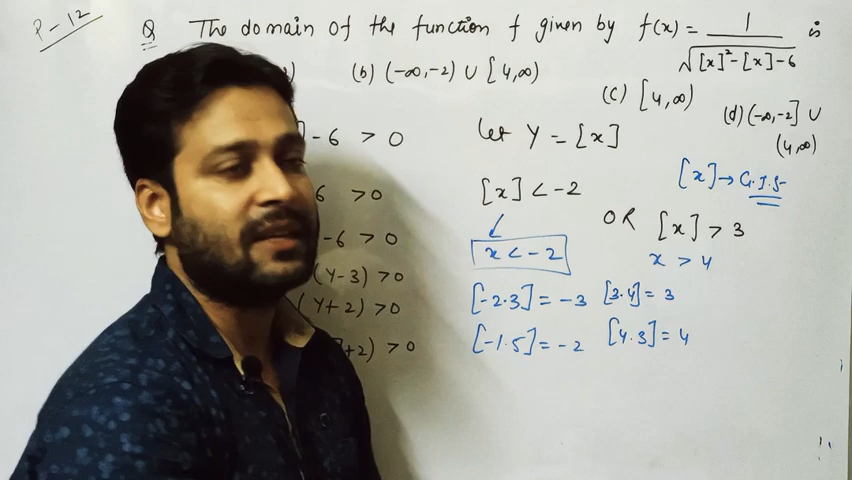 P-12
Q The domain of the function f given by f(x) = 1/√([x]²-[x]-6) is
) (b) (-∞,-2) ∪ [4,∞)
(c) [4,∞)
(d) (-∞,-2] ∪
(4,∞)
]-6 > 0
Let Y = [x]
[x] → G.I.F
6 > 0
[x] < -2
OR [x] > 3
-6 > 0
x < -2
x > 4
(Y-3) > 0
[-2.3] = -3 [3.4] = 3
(Y+2) > 0
[-1.5] = -2 [4.3] = 4
+2) > 0